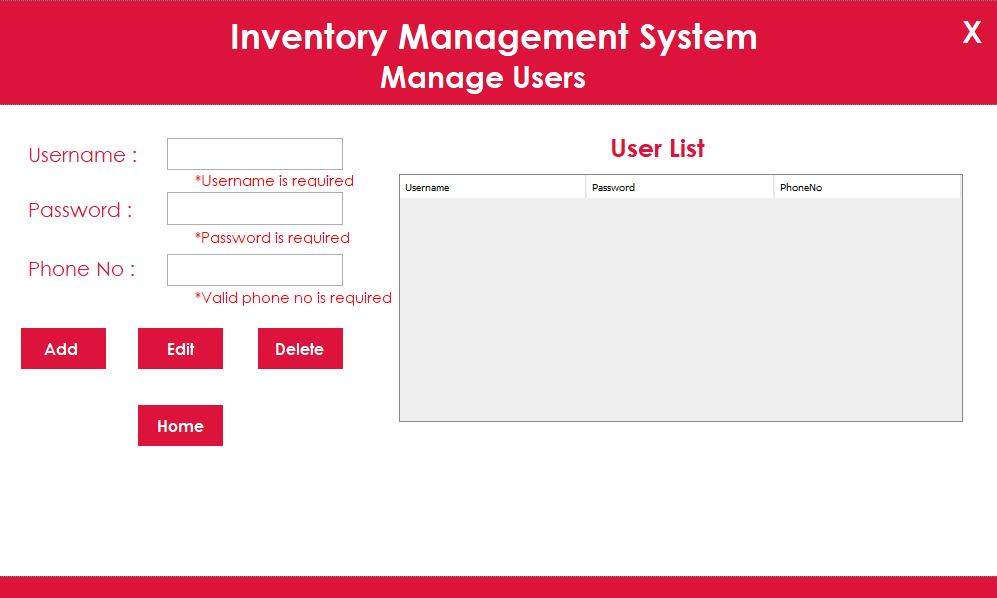 Inventory Management System
X
Manage Users
Username :
*Username is required
Password :
*Password is required
Phone No :
*Valid phone no is required
Add
Edit
Delete
Home
User List
Username
Password
PhoneNo